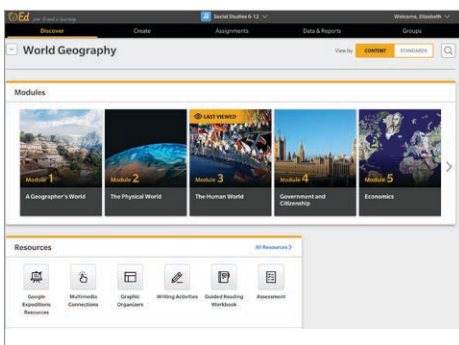 Ed your friend in learning
Social Studies 6-12
Welcome, Elizabeth
Discover
Create
Assignments
Data & Reports
Groups
World Geography
View by
CONTENT
STANDARDS
Modules
LAST VIEWED
Module 1
A Geographer's World
Module 2
The Physical World
Module 3
The Human World
Module 4
Government and
Citizenship
Module 5
Economics
Resources
All Resources
Google
Expeditions
Resources
Multimedia
Connections
Graphic
Organizers
Writing Activities
Guided Reading
Workbook
Assessment